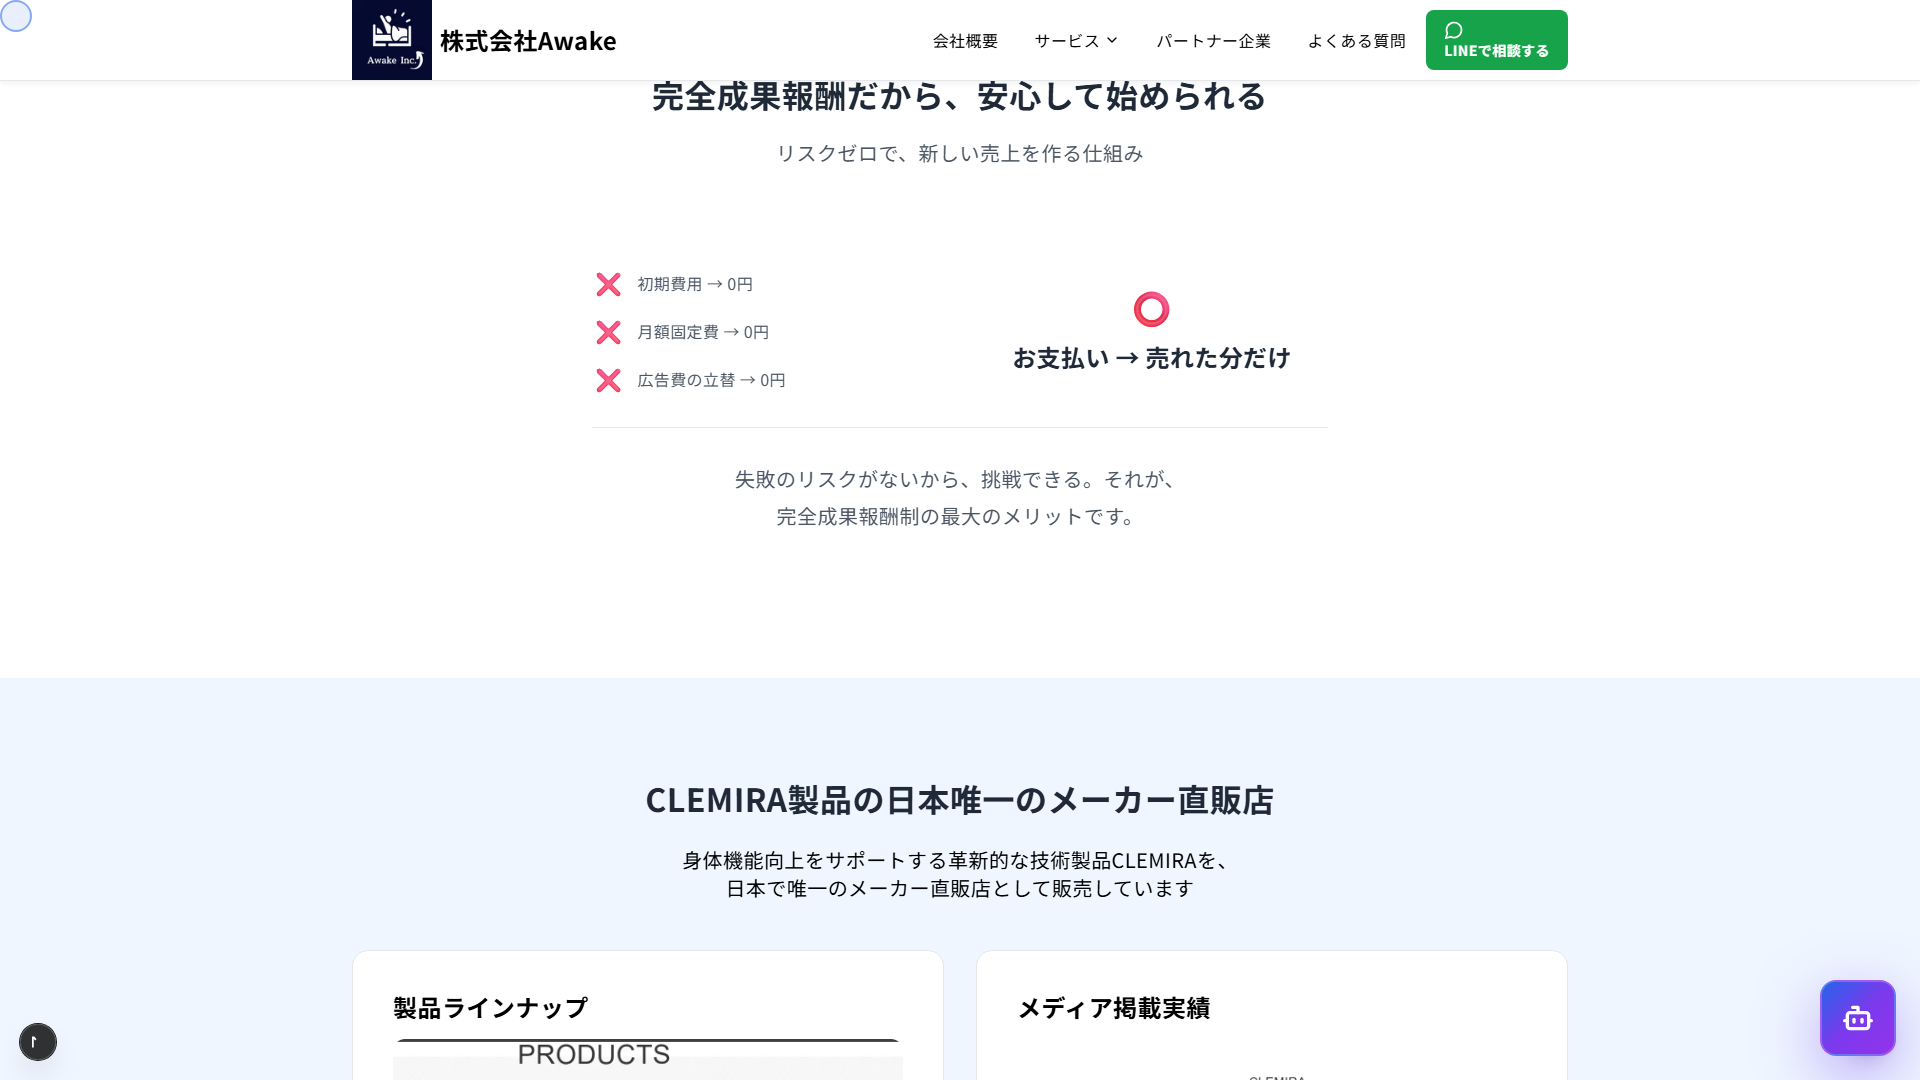 Awake Inc.
株式会社Awake
会社概要
サービス
パートナー企業
よくある質問
LINEで相談する
完全成果報酬だから、安心して始められる
リスクゼロで、新しい売上を作る仕組み
❌ 初期費用 → 0円
❌ 月額固定費 → 0円
❌ 広告費の立替 → 0円
⭕
お支払い → 売れた分だけ
失敗のリスクがないから、挑戦できる。それが、
完全成果報酬制の最大のメリットです。
CLEMIRA製品の日本唯一のメーカー直販店
身体機能向上をサポートする革新的な技術製品CLEMIRAを、
日本で唯一のメーカー直販店として販売しています
製品ラインナップ
PRODUCTS
メディア掲載実績
CLEMIRA